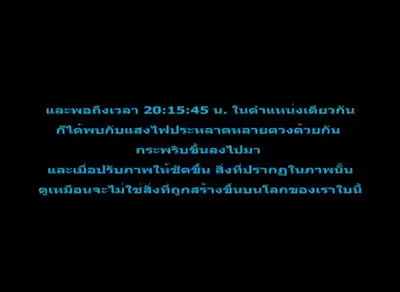 และพอถึงเวลา 20:15:45 น. ในตำแหน่งเดียวกัน
ก็ได้พบกับแสงไฟประหลาดหลายดวงด้วยกัน
กระพริบขึ้นลงไปมา
และเมื่อปรับภาพให้ชัดขึ้น สิ่งที่ปรากฏในภาพนั้น
ดูเหมือนจะไม่ใช่สิ่งที่ถูกสร้างขึ้นบนโลกของเราใบนี้